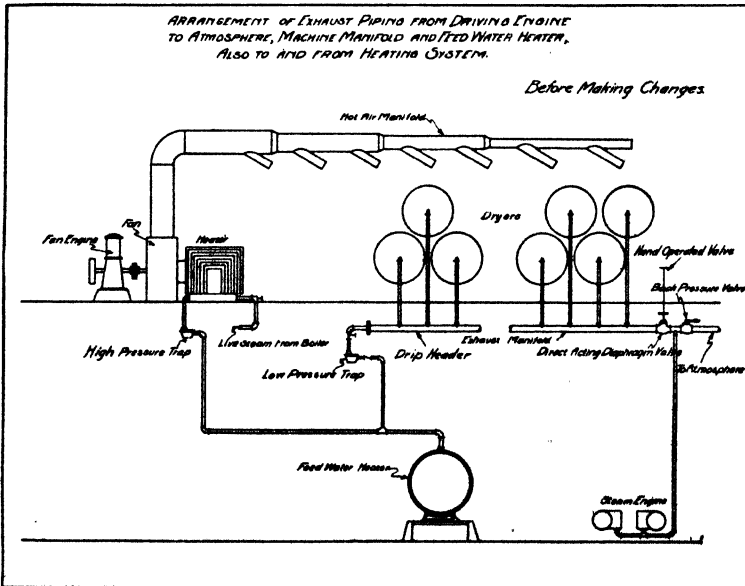 ARRANGEMENT OF EXHAUST PIPING FROM DRIVING ENGINE
TO ATMOSPHERE, MACHINE MANIFOLD AND FEED WATER HEATER,
ALSO TO AND FROM HEATING SYSTEM.
Before Making Changes
Hot Air Manifold
Dryers
Fan
Fan Engine
Heater
Hand Operated Valve
Back Pressure Valve
High Pressure Trap
Live Steam from Boiler
Low Pressure Trap
Drip Header
Exhaust Manifold
Direct Acting Diaphragm Valve
To Atmosphere
Feed Water Heater
Steam Engine